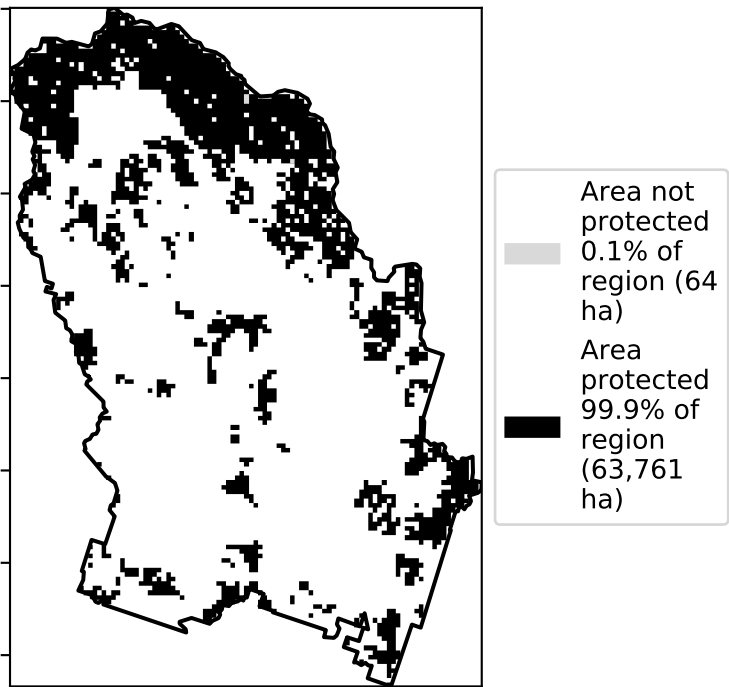 Area not
protected
0.1% of
region (64
ha)
Area
protected
99.9% of
region
(63,761
ha)